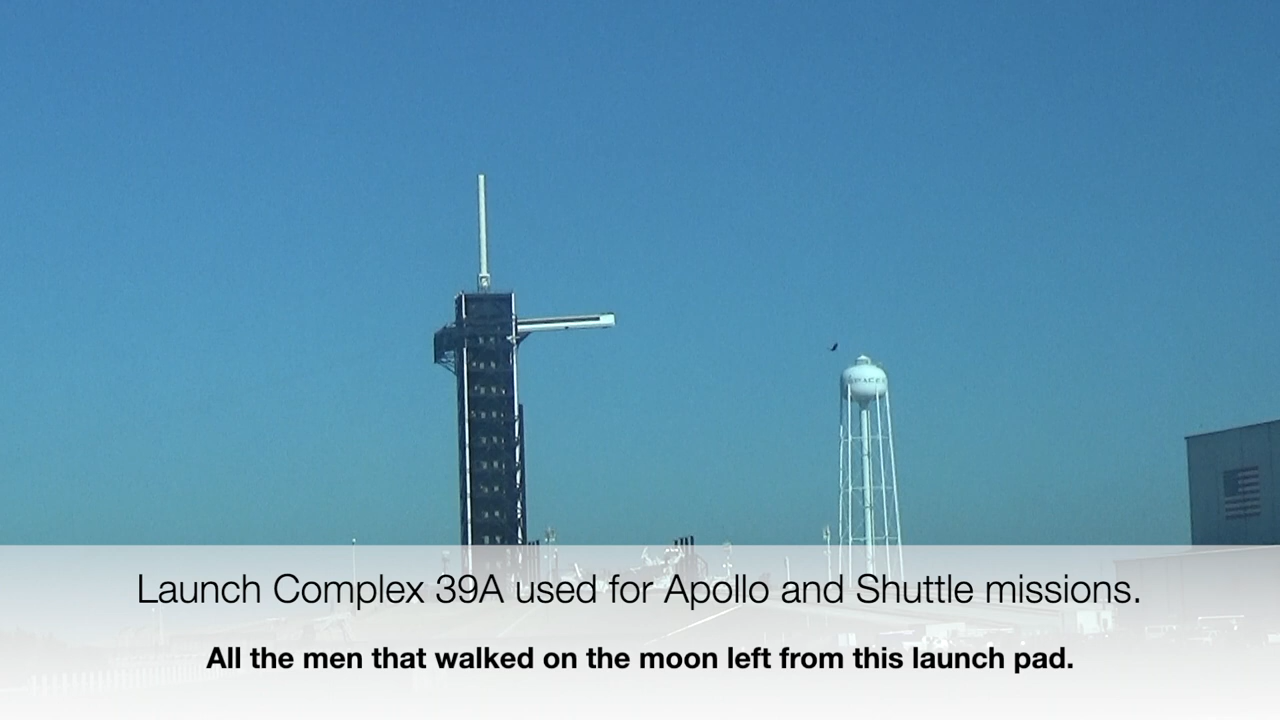 SPACEX
Launch Complex 39A used for Apollo and Shuttle missions.
All the men that walked on the moon left from this launch pad.